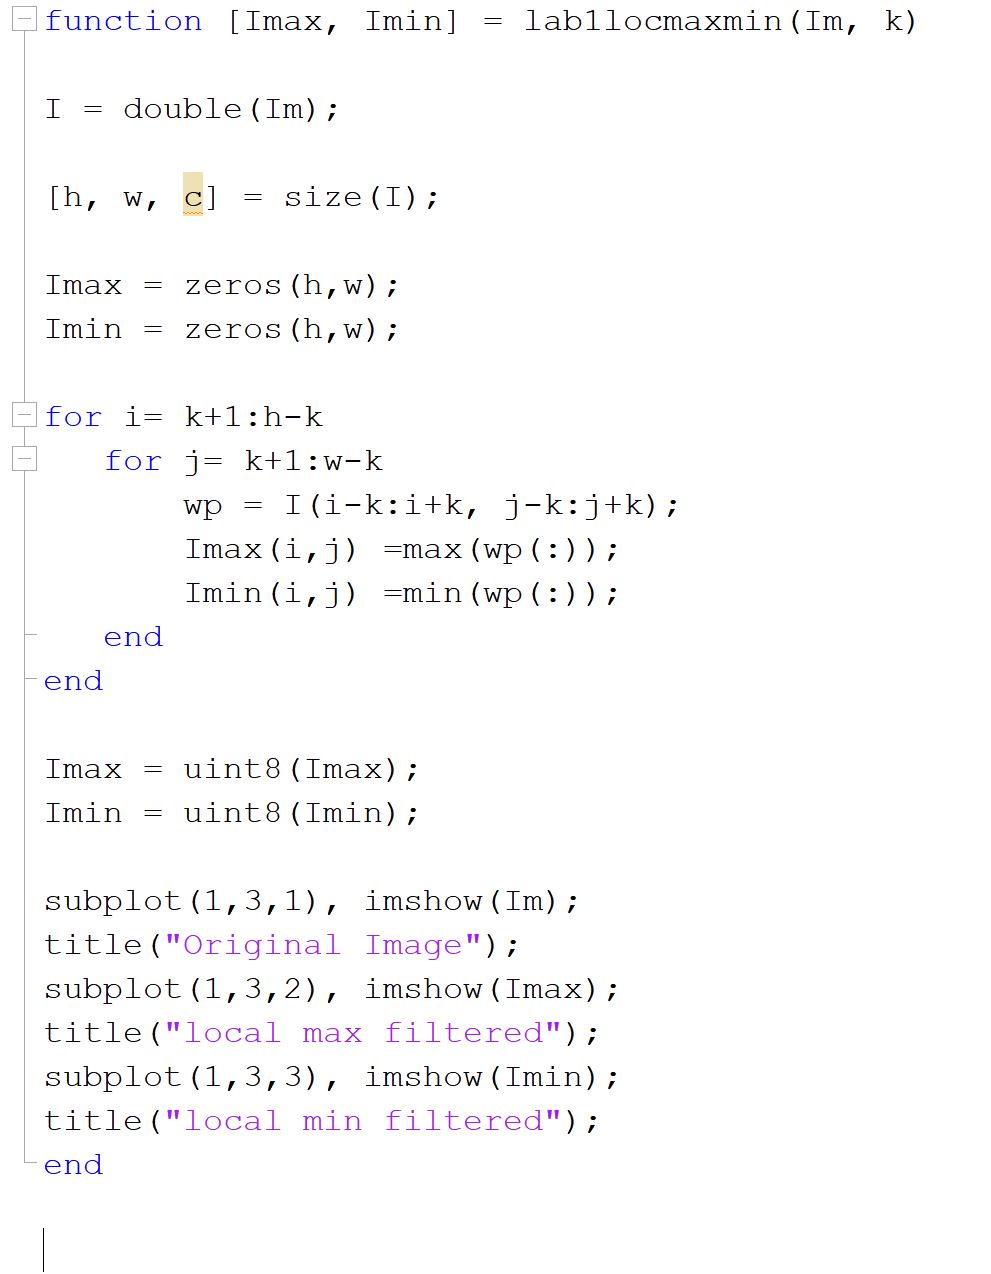 function [Imax, Imin] = lab1locmaxmin(Im, k)
I = double(Im);
[h, w, c] = size(I);
Imax = zeros(h,w);
Imin = zeros(h,w);
for i= k+1:h-k
for j= k+1:w-k
wp = I(i-k:i+k, j-k:j+k);
Imax(i,j) =max(wp(:));
Imin(i,j) =min(wp(:));
end
end
Imax = uint8(Imax);
Imin = uint8(Imin);
subplot(1,3,1), imshow(Im);
title("Original Image");
subplot(1,3,2), imshow(Imax);
title("local max filtered");
subplot(1,3,3), imshow(Imin);
title("local min filtered");
end